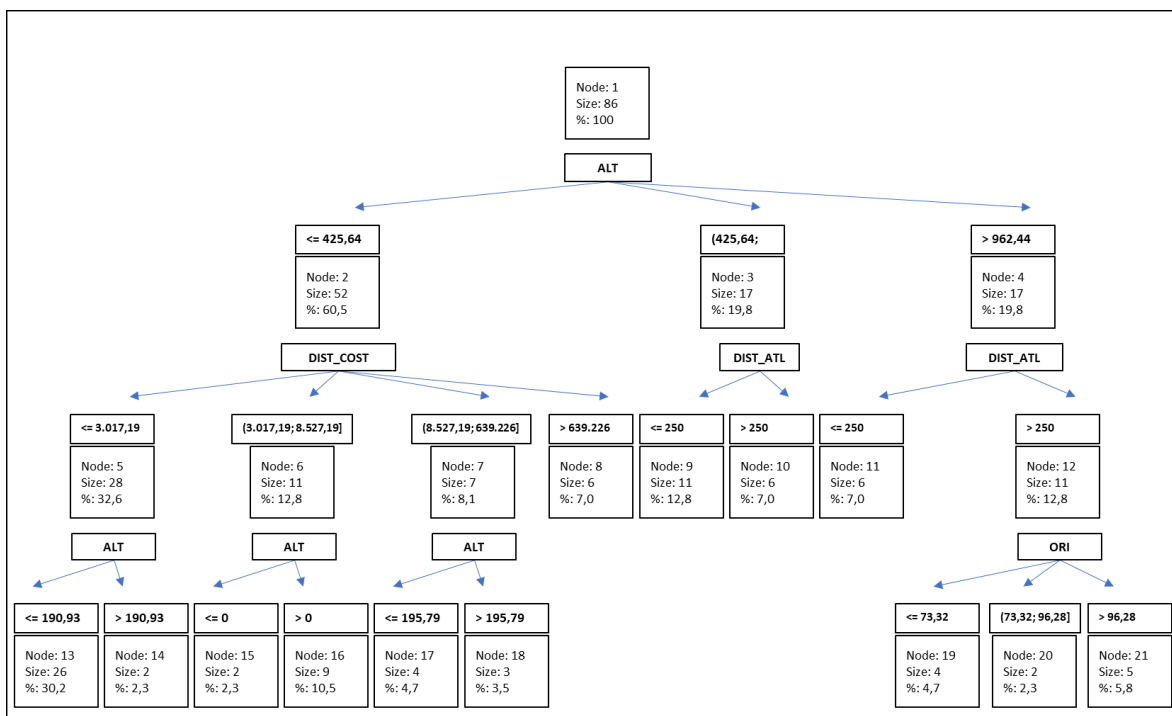 Node: 1
Size: 86
%: 100
ALT
<= 425,64
(425,64;
> 962,44
Node: 2
Size: 52
%: 60,5
Node: 3
Size: 17
%: 19,8
Node: 4
Size: 17
%: 19,8
DIST_COST
DIST_ATL
DIST_ATL
<= 3.017,19
(3.017,19; 8.527,19]
(8.527,19; 639.226]
> 639.226
<= 250
> 250
<= 250
> 250
Node: 5
Size: 28
%: 32,6
Node: 6
Size: 11
%: 12,8
Node: 7
Size: 7
%: 8,1
Node: 8
Size: 6
%: 7,0
Node: 9
Size: 11
%: 12,8
Node: 10
Size: 6
%: 7,0
Node: 11
Size: 6
%: 7,0
Node: 12
Size: 11
%: 12,8
ALT
ALT
ALT
ORI
<= 190,93
> 190,93
<= 0
> 0
<= 195,79
> 195,79
<= 73,32
(73,32; 96,28]
> 96,28
Node: 13
Size: 26
%: 30,2
Node: 14
Size: 2
%: 2,3
Node: 15
Size: 2
%: 2,3
Node: 16
Size: 9
%: 10,5
Node: 17
Size: 4
%: 4,7
Node: 18
Size: 3
%: 3,5
Node: 19
Size: 4
%: 4,7
Node: 20
Size: 2
%: 2,3
Node: 21
Size: 5
%: 5,8